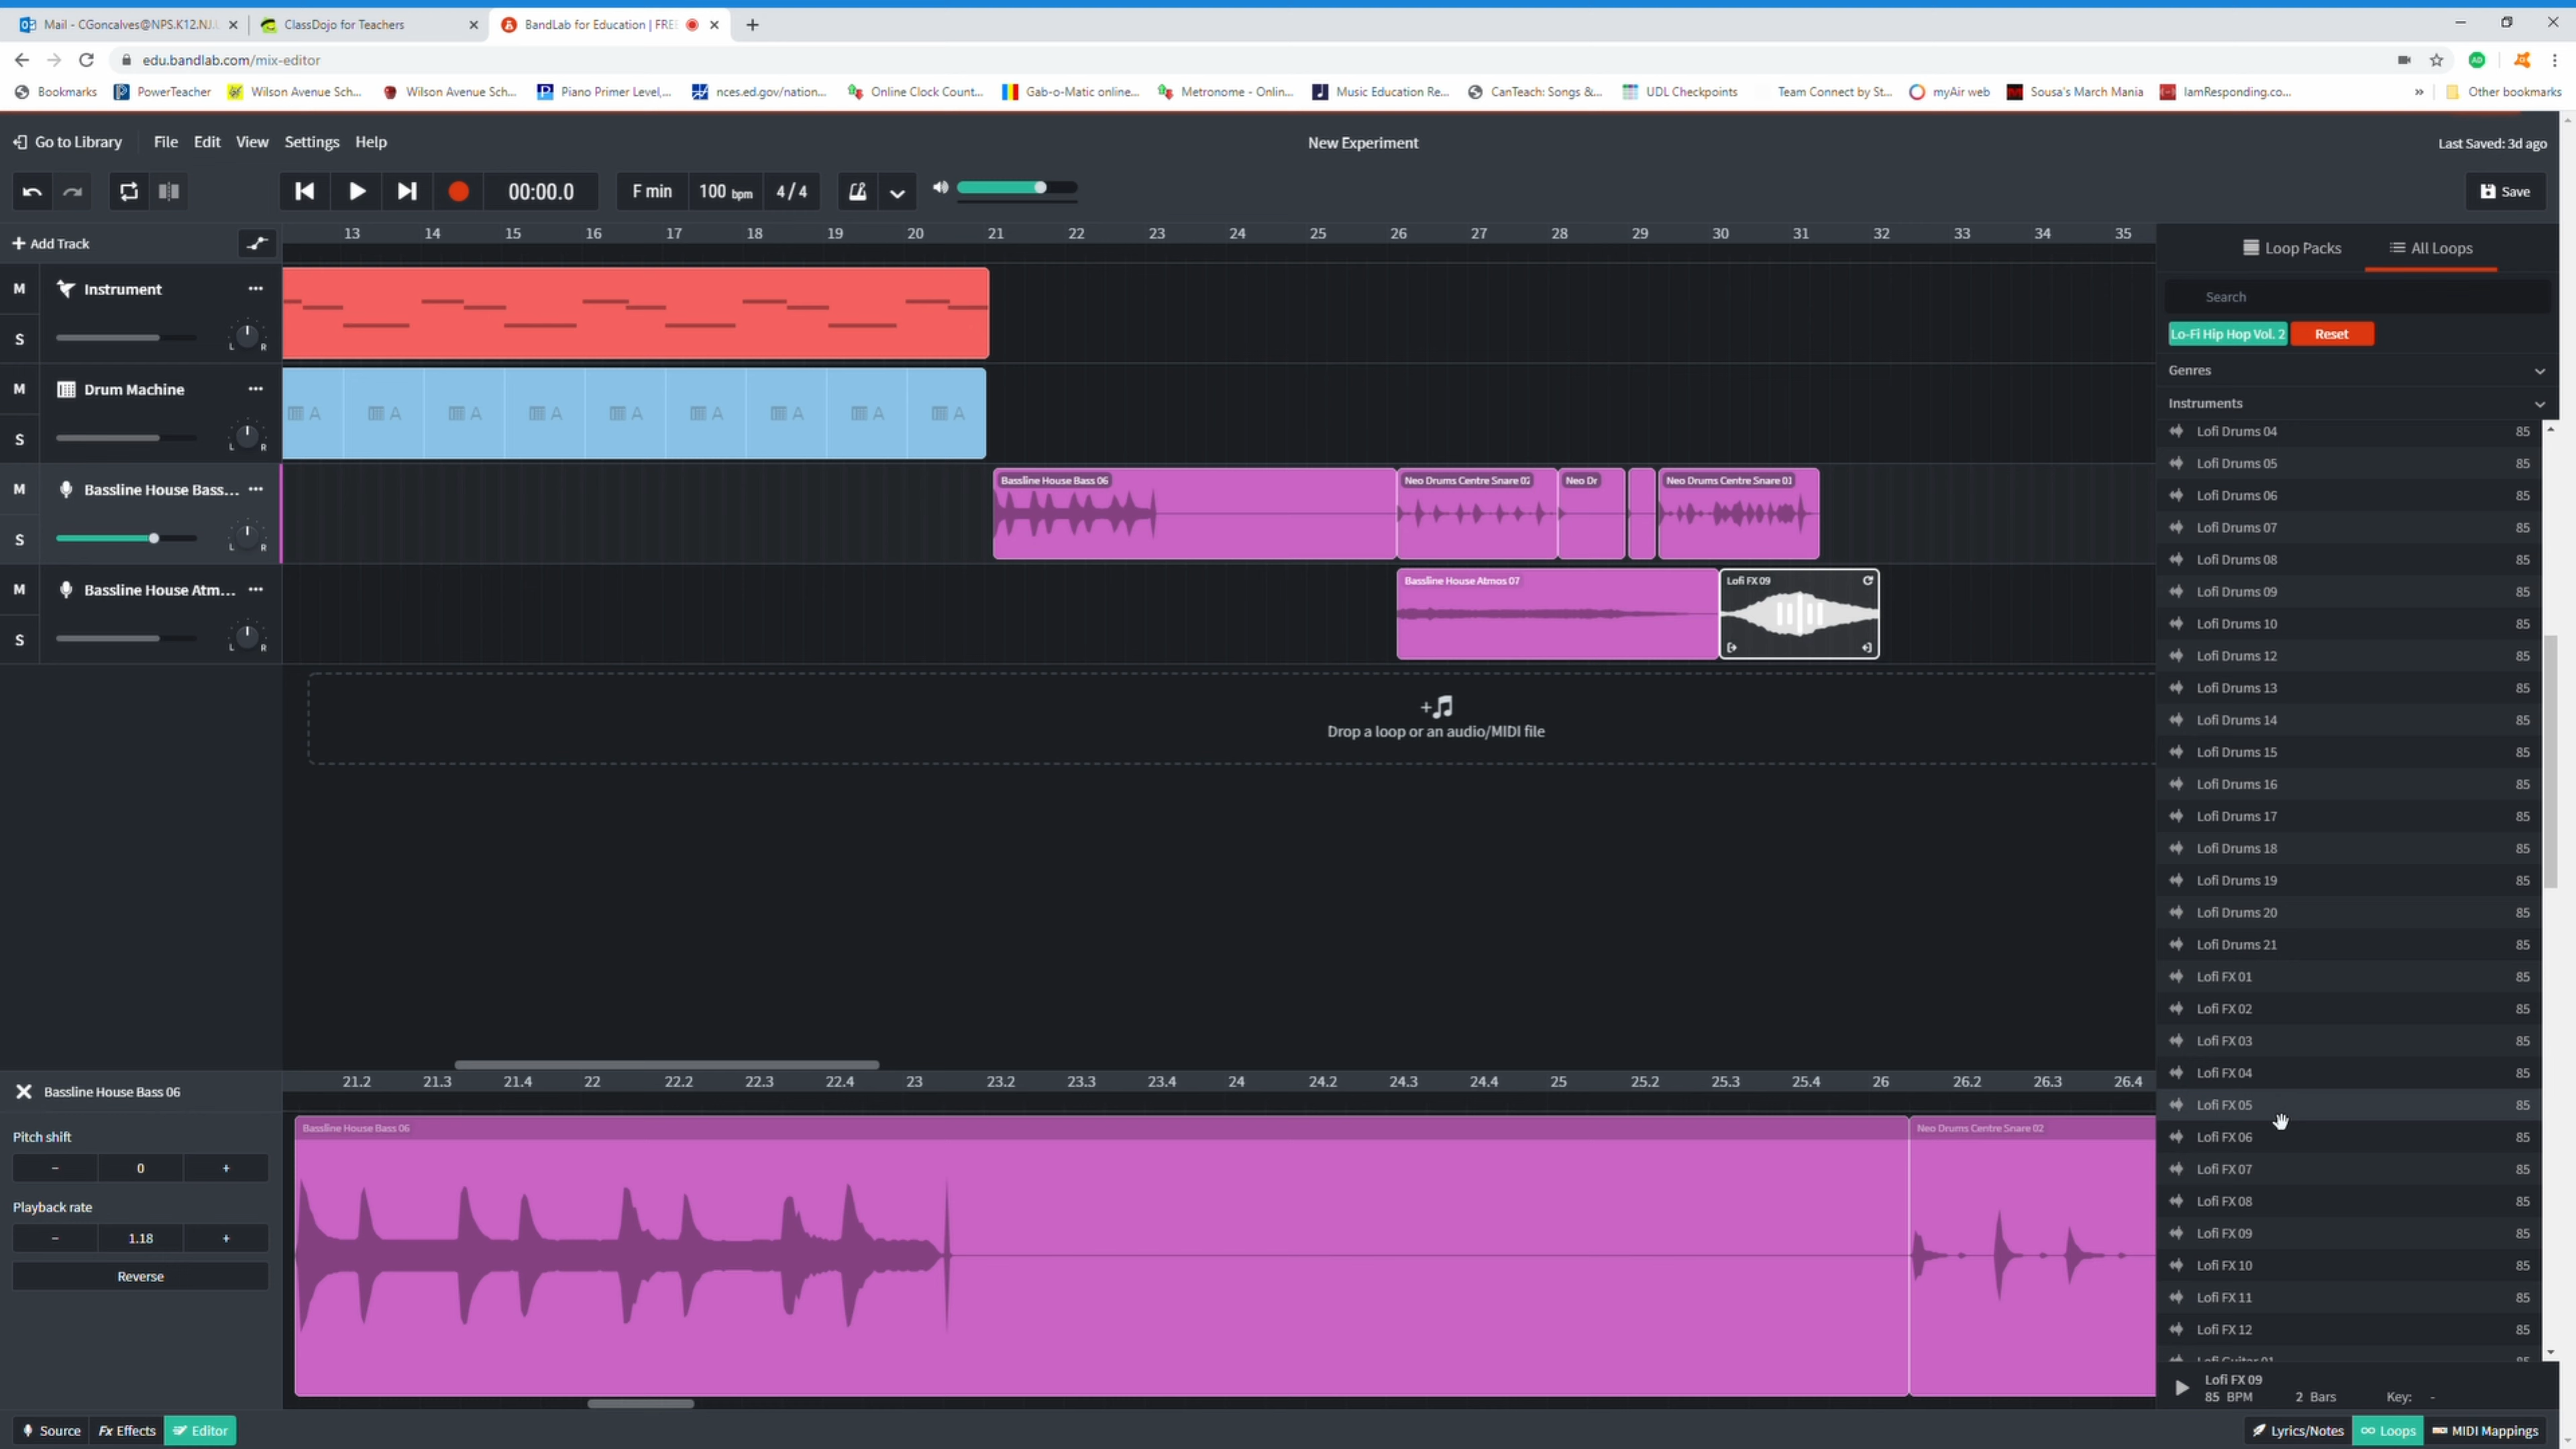 Mail - CGoncalves@NPS.K12.NJ.U
ClassDojo for Teachers
BandLab for Education | FREE
edu.bandlab.com/mix-editor
Bookmarks
PowerTeacher
Wilson Avenue Sch...
Wilson Avenue Sch...
Piano Primer Level,...
nces.ed.gov/nation...
Online Clock Count...
Gab-o-Matic online...
Metronome - Onlin...
Music Education Re...
CanTeach: Songs &...
UDL Checkpoints
Team Connect by St...
myAir web
Sousa's March Mania
IamResponding.co...
»
Other bookmarks
Go to Library
File
Edit
View
Settings
Help
New Experiment
Last Saved: 3d ago
00:00.0
F min
100 bpm
4 / 4
Save
+ Add Track
13 14 15 16 17 18 19 20 21 22 23 24 25 26 27 28 29 30 31 32 33 34 35
M
Instrument
S
L R
M
Drum Machine
S
L R
A A A A A A A A A
M
Bassline House Bass...
S
L R
Bassline House Bass 06
Neo Drums Centre Snare 02
Neo Dr
Neo Drums Centre Snare 01
M
Bassline House Atm...
S
L R
Bassline House Atmos 07
Lofi FX 09
Drop a loop or an audio/MIDI file
Loop Packs
All Loops
Search
Lo-Fi Hip Hop Vol. 2
Reset
Genres
Instruments
Lofi Drums 04 85
Lofi Drums 05 85
Lofi Drums 06 85
Lofi Drums 07 85
Lofi Drums 08 85
Lofi Drums 09 85
Lofi Drums 10 85
Lofi Drums 12 85
Lofi Drums 13 85
Lofi Drums 14 85
Lofi Drums 15 85
Lofi Drums 16 85
Lofi Drums 17 85
Lofi Drums 18 85
Lofi Drums 19 85
Lofi Drums 20 85
Lofi Drums 21 85
Lofi FX 01 85
Lofi FX 02 85
Lofi FX 03 85
Lofi FX 04 85
Lofi FX 05 85
Lofi FX 06 85
Lofi FX 07 85
Lofi FX 08 85
Lofi FX 09 85
Lofi FX 10 85
Lofi FX 11 85
Lofi FX 12 85
Lofi FX 09
85 BPM 2 Bars Key: -
Bassline House Bass 06
21.2 21.3 21.4 22 22.2 22.3 22.4 23 23.2 23.3 23.4 24 24.2 24.3 24.4 25 25.2 25.3 25.4 26 26.2 26.3 26.4
Bassline House Bass 06
Neo Drums Centre Snare 02
Pitch shift
− 0 +
Playback rate
− 1.18 +
Reverse
Source
Fx Effects
Editor
Lyrics/Notes
Loops
MIDI Mappings